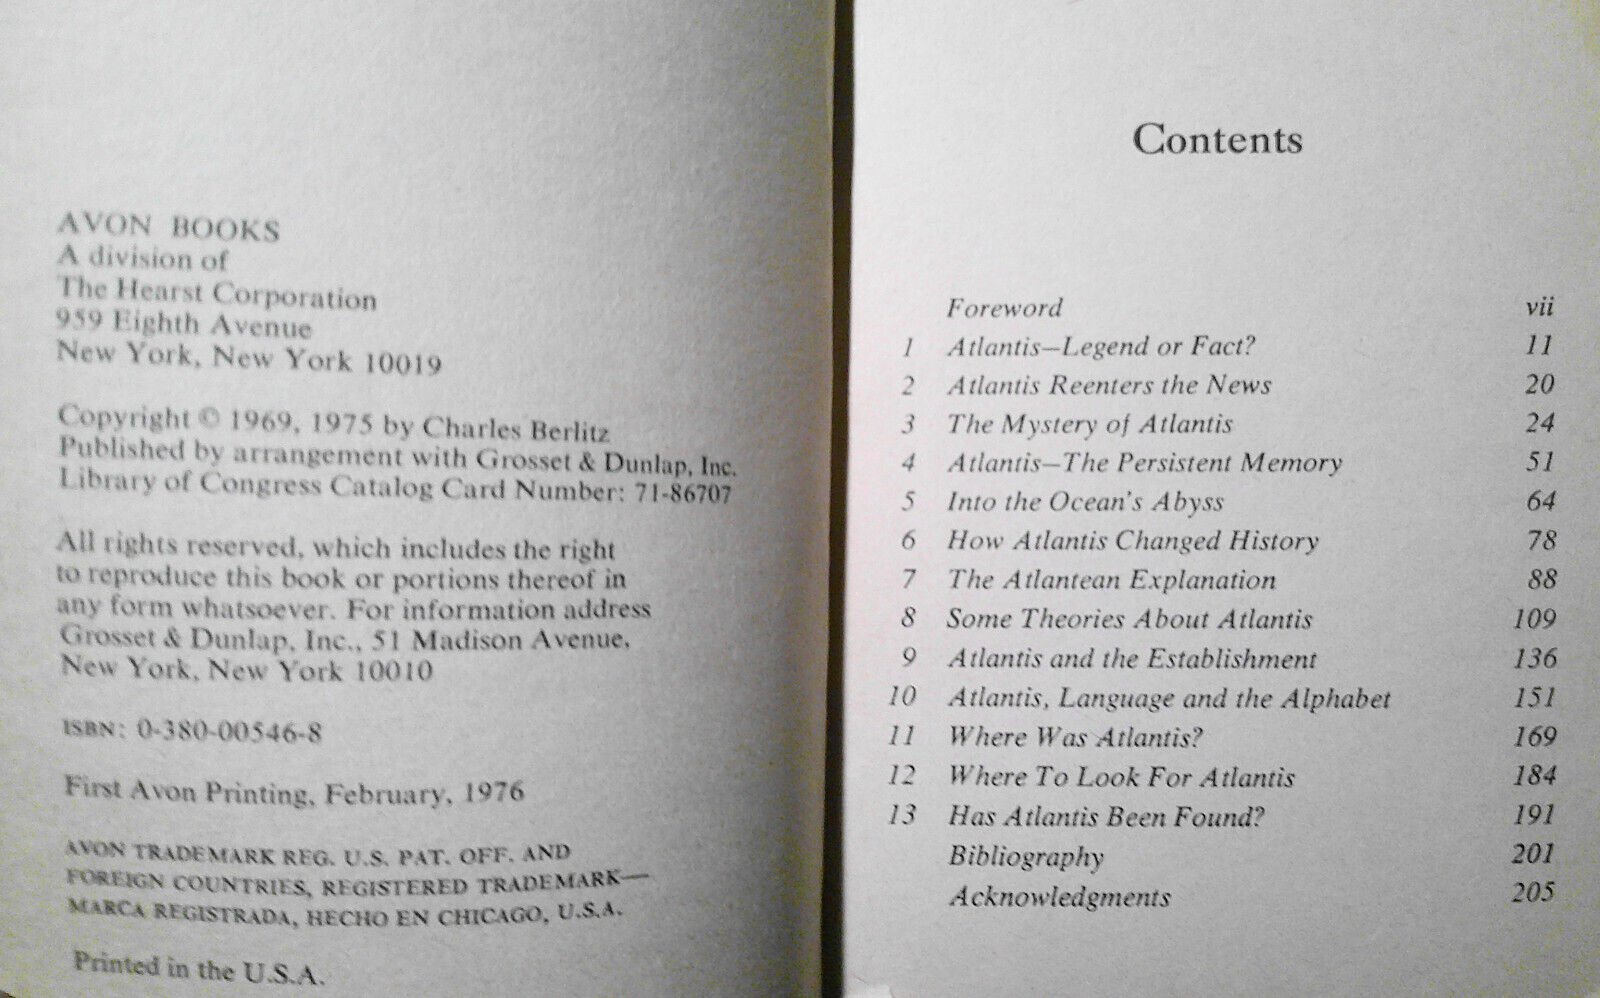 AVON BOOKS
A division of
The Hearst Corporation
959 Eighth Avenue
New York, New York 10019
Copyright © 1969, 1975 by Charles Berlitz
Published by arrangement with Grosset & Dunlap, Inc.
Library of Congress Catalog Card Number: 71-86707
All rights reserved, which includes the right
to reproduce this book or portions thereof in
any form whatsoever. For information address
Grosset & Dunlap, Inc., 51 Madison Avenue,
New York, New York 10010
ISBN: 0-380-00546-8
First Avon Printing, February, 1976
AVON TRADEMARK REG. U.S. PAT. OFF. AND
FOREIGN COUNTRIES, REGISTERED TRADEMARK—
MARCA REGISTRADA, HECHO EN CHICAGO, U.S.A.
Printed in the U.S.A.
Contents
Foreword vii
1 Atlantis—Legend or Fact? 11
2 Atlantis Reenters the News 20
3 The Mystery of Atlantis 24
4 Atlantis—The Persistent Memory 51
5 Into the Ocean's Abyss 64
6 How Atlantis Changed History 78
7 The Atlantean Explanation 88
8 Some Theories About Atlantis 109
9 Atlantis and the Establishment 136
10 Atlantis, Language and the Alphabet 151
11 Where Was Atlantis? 169
12 Where To Look For Atlantis 184
13 Has Atlantis Been Found? 191
Bibliography 201
Acknowledgments 205